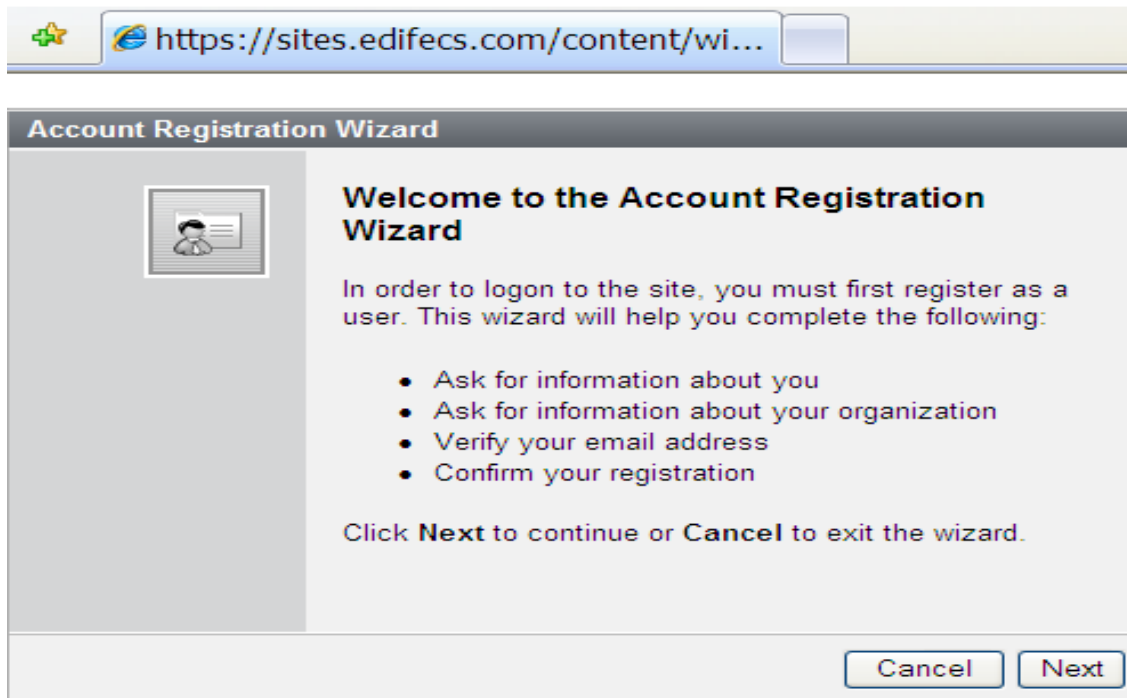 https://sites.edifecs.com/content/wi...
Account Registration Wizard
Welcome to the Account Registration
Wizard
In order to logon to the site, you must first register as a
user. This wizard will help you complete the following:
• Ask for information about you
• Ask for information about your organization
• Verify your email address
• Confirm your registration
Click Next to continue or Cancel to exit the wizard.
Cancel Next